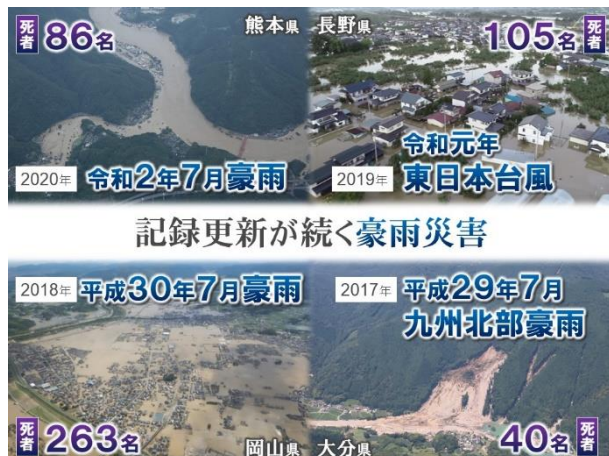 死者 86名
熊本県
長野県
105名 死者
2020年 令和2年7月豪雨
令和元年
2019年 東日本台風
記録更新が続く豪雨災害
2018年 平成30年7月豪雨
2017年 平成29年7月
九州北部豪雨
死者 263名
岡山県
大分県
40名 死者